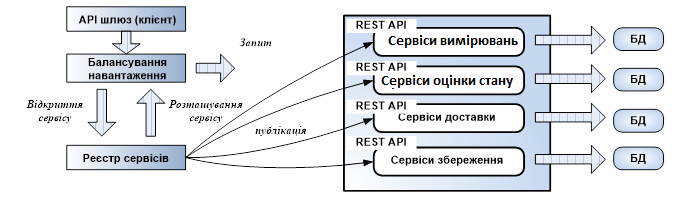 API шлюз (клієнт)
Балансування
навантаження
Запит
Відкриття
сервісу
Розташування
сервісу
Реєстр сервісів
публікація
REST API
Сервіси вимірювань
БД
REST API
Сервіси оцінки стану
БД
REST API
Сервіси доставки
БД
REST API
Сервіси збереження
БД